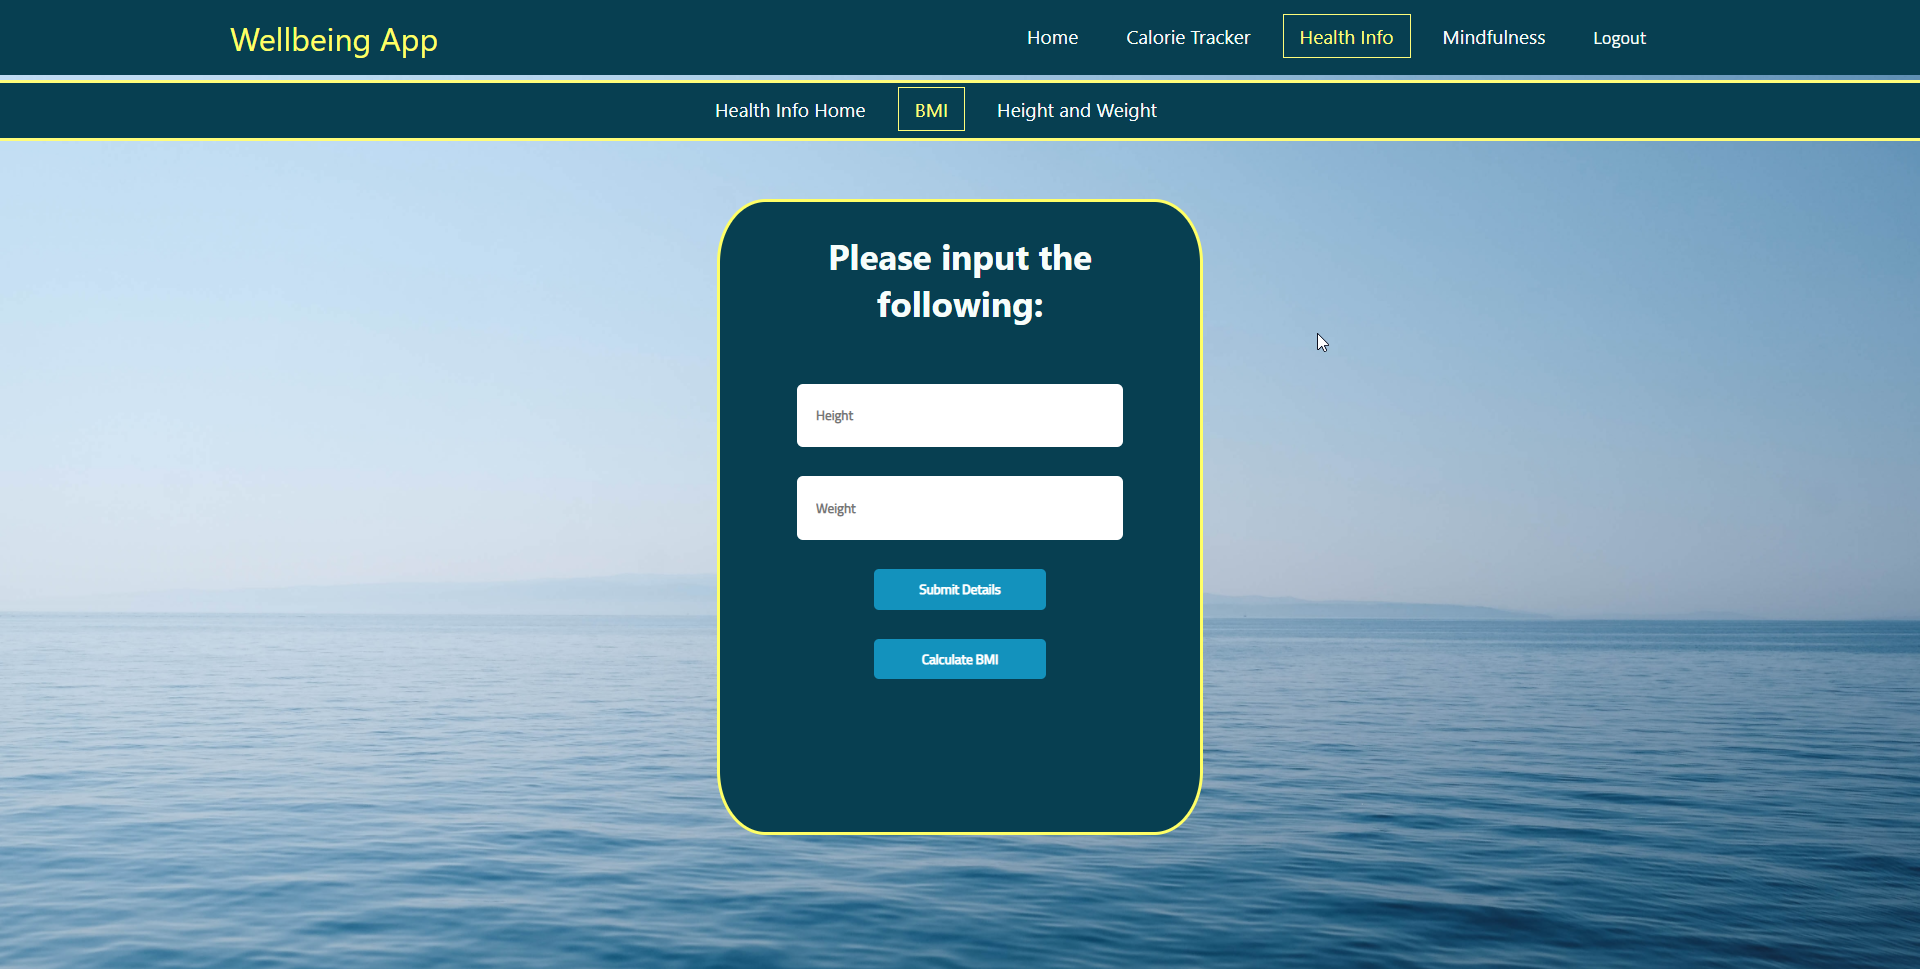 Wellbeing App
Home
Calorie Tracker
Health Info
Mindfulness
Logout
Health Info Home
BMI
Height and Weight
Please input the
following:
Height
Weight
Submit Details
Calculate BMI